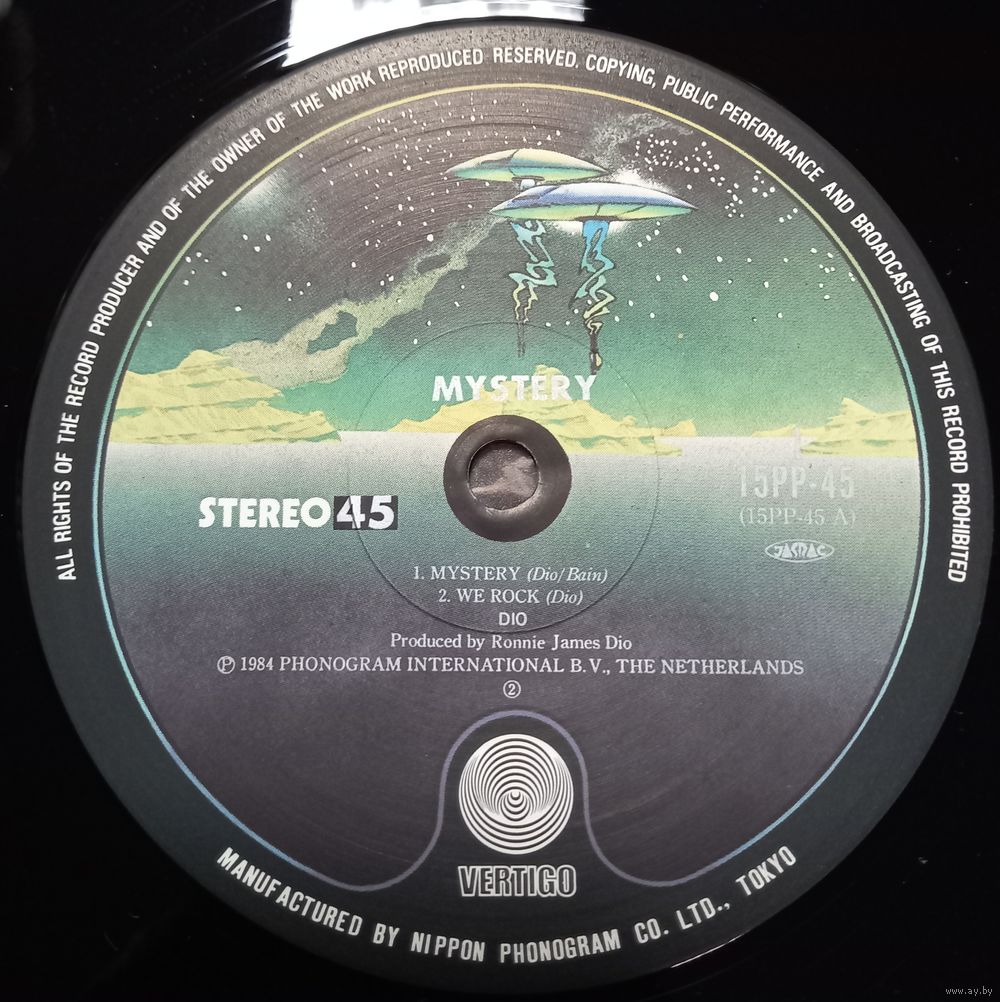 ALL RIGHTS OF THE RECORD PRODUCER AND OF THE OWNER OF THE WORK REPRODUCED RESERVED. COPYING, PUBLIC PERFORMANCE AND BROADCASTING OF THIS RECORD PROHIBITED
MYSTERY
STEREO 45
15PP-45
(15PP-45 A)
JASRAC
1. MYSTERY (Dio/Bain)
2. WE ROCK (Dio)
DIO
Produced by Ronnie James Dio
Ⓟ 1984 PHONOGRAM INTERNATIONAL B.V., THE NETHERLANDS
②
VERTIGO
MANUFACTURED BY NIPPON PHONOGRAM CO. LTD., TOKYO
www.ay.by